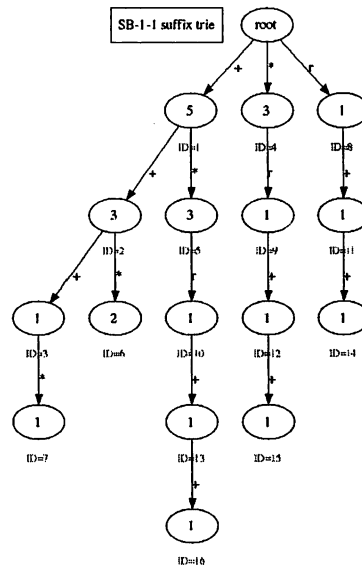 SB-1-1 suffix trie
root
+ * r
5 3 1
ID=1 ID=4 ID=8
+ * r +
3 3 1 1
ID=2 ID=5 ID=9 ID=11
+ * r + +
1 2 1 1 1
ID=3 ID=6 ID=10 ID=12 ID=14
* + +
1 1 1
ID=7 ID=13 ID=15
+
1
ID=16